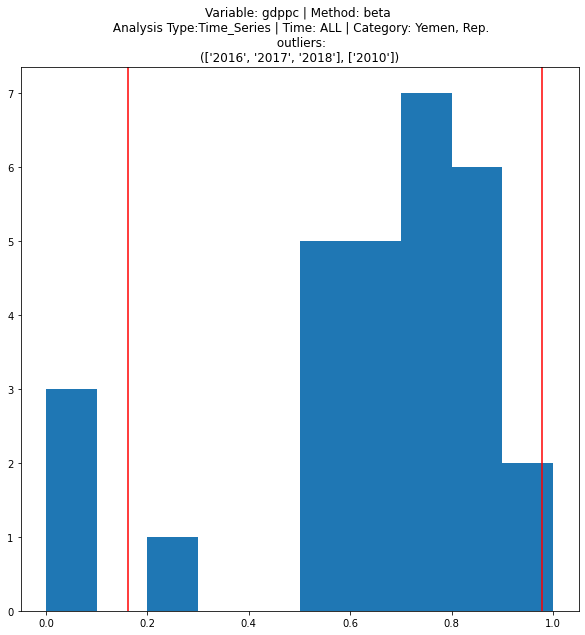 Variable: gdppc | Method: beta
Analysis Type:Time_Series | Time: ALL | Category: Yemen, Rep.
outliers:
(['2016', '2017', '2018'], ['2010'])
7
6
5
4
3
2
1
0
0.0 0.2 0.4 0.6 0.8 1.0